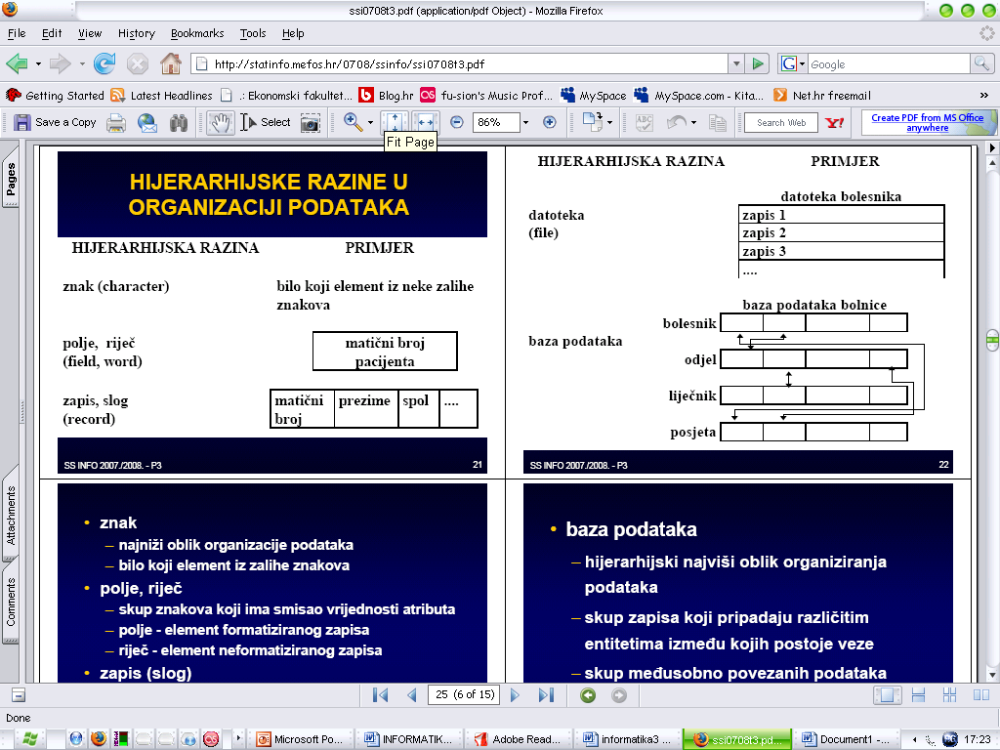 ssi0708t3.pdf (application/pdf Object) - Mozilla Firefox
File Edit View History Bookmarks Tools Help
http://statinfo.mefos.hr/0708/ssinfo/ssi0708t3.pdf
G Google
Getting Started Latest Headlines .: Ekonomski fakultet... Blog.hr fu-sion's Music Prof... MySpace MySpace.com - Kita... Net.hr freemail »
Save a Copy Select 86% Search Web Y! Create PDF from MS Office anywhere
Fit Page
Pages
Attachments
Comments
HIJERARHIJSKE RAZINE U
ORGANIZACIJI PODATAKA
HIJERARHIJSKA RAZINA PRIMJER
znak (character) bilo koji element iz neke zalihe
znakova
polje, riječ
(field, word)
matični broj
pacijenta
zapis, slog
(record)
matični
broj
prezime spol ....
SS INFO 2007./2008. - P3 21
HIJERARHIJSKA RAZINA PRIMJER
datoteka
(file)
datoteka bolesnika
zapis 1
zapis 2
zapis 3
....
baza podataka
baza podataka bolnice
bolesnik
odjel
liječnik
posjeta
SS INFO 2007./2008. - P3 22
• znak
– najniži oblik organizacije podataka
– bilo koji element iz zalihe znakova
• polje, riječ
– skup znakova koji ima smisao vrijednosti atributa
– polje - element formatiziranog zapisa
– riječ - element neformatiziranog zapisa
• zapis (slog)
• baza podataka
– hijerarhijski najviši oblik organiziranja
podataka
– skup zapisa koji pripadaju različitim
entitetima između kojih postoje veze
– skup međusobno povezanih podataka
25 (6 of 15)
Done
Microsoft Po... INFORMATIK... Adobe Read... informatika3 ... ssi0708t3.pd... Document1 -... 17:23